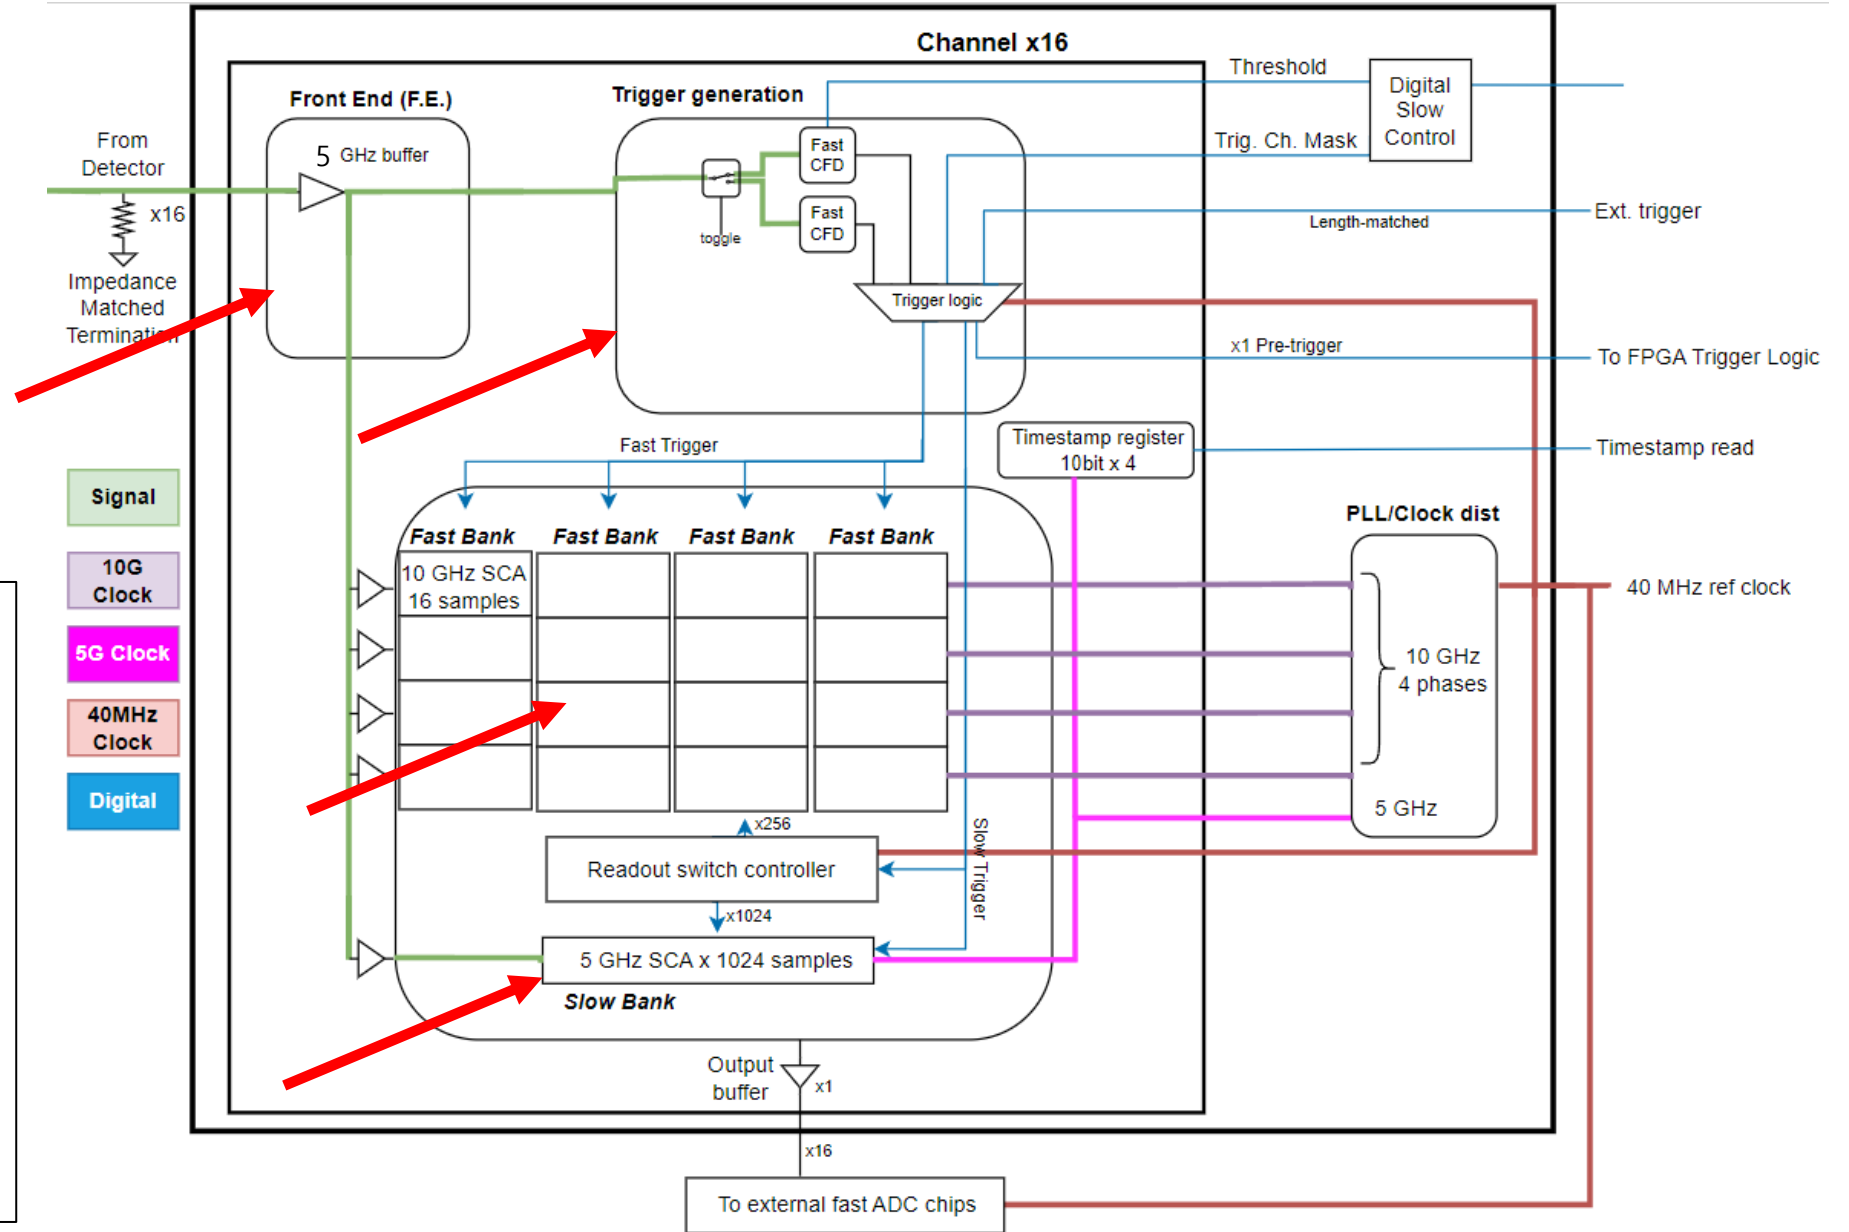 Channel x16
Front End (F.E.)
Trigger generation
Threshold
Digital
Slow
Control
Trig. Ch. Mask
From
Detector
x16
Impedance
Matched
Termination
5 GHz buffer
Fast
CFD
Fast
CFD
toggle
Trigger logic
Length-matched
Ext. trigger
x1 Pre-trigger
To FPGA Trigger Logic
Fast Trigger
Timestamp register
10bit x 4
Timestamp read
Signal
10G
Clock
5G Clock
40MHz
Clock
Digital
Fast Bank
Fast Bank
Fast Bank
Fast Bank
10 GHz SCA
16 samples
PLL/Clock dist
10 GHz
4 phases
5 GHz
40 MHz ref clock
x256
Readout switch controller
x1024
Slow Trigger
5 GHz SCA x 1024 samples
Slow Bank
Output
buffer
x1
x16
To external fast ADC chips